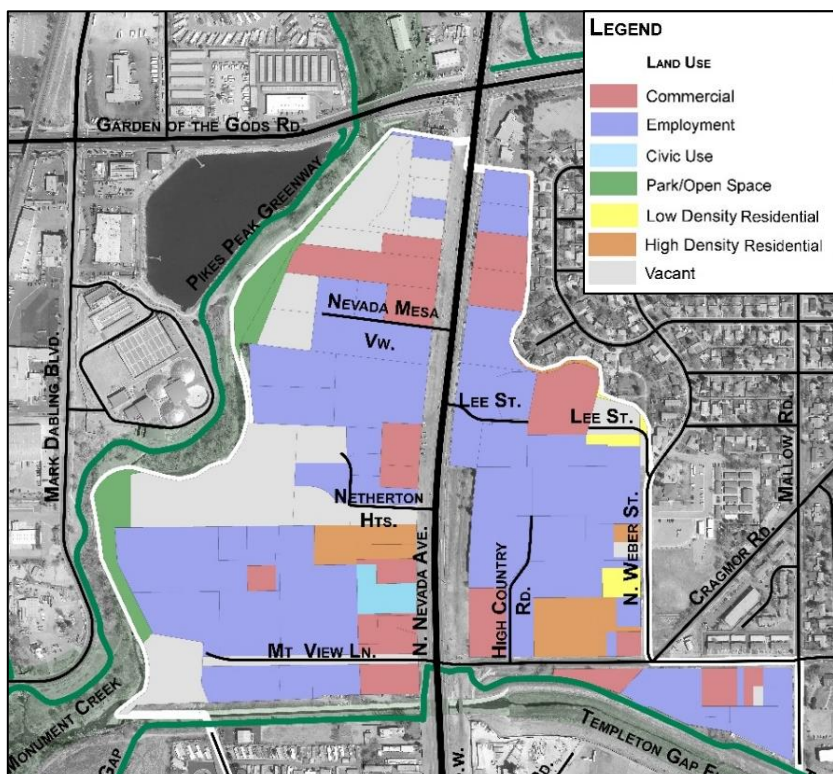 LEGEND
LAND USE
Commercial
Employment
Civic Use
Park/Open Space
Low Density Residential
High Density Residential
Vacant
GARDEN OF THE GODS RD.
PIKES PEAK GREENWAY
NEVADA MESA
VW.
MARK DABLING BLVD.
LEE ST.
LEE ST.
MALLOW RD.
NETHERTON
HTS.
N. NEVADA AVE.
HIGH COUNTRY
RD.
N. WEBER ST.
CRAGMOR RD.
MT VIEW LN.
MONUMENT CREEK
GAP
TEMPLETON GAP